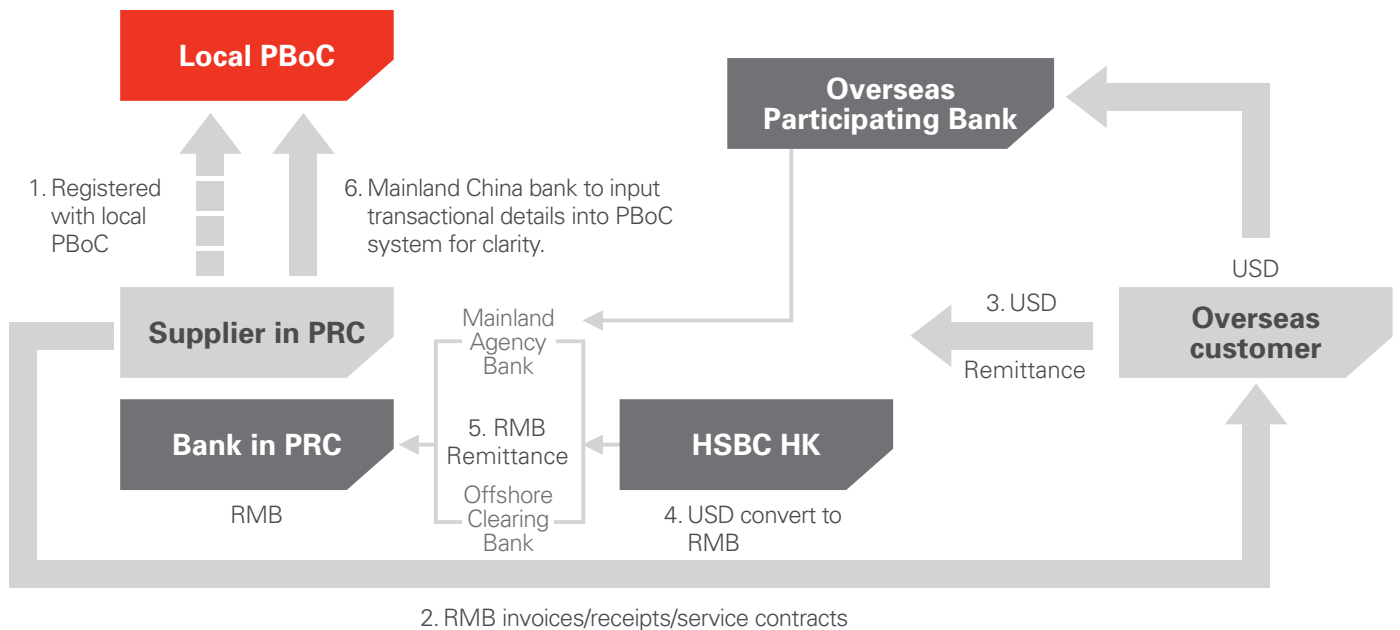 Local PBoC
Overseas
Participating Bank
1. Registered
with local
PBoC
6. Mainland China bank to input
transactional details into PBoC
system for clarity.
USD
Supplier in PRC
Mainland
Agency
Bank
3. USD
Remittance
Overseas
customer
Bank in PRC
5. RMB
Remittance
HSBC HK
RMB
Offshore
Clearing
Bank
4. USD convert to
RMB
2. RMB invoices/receipts/service contracts